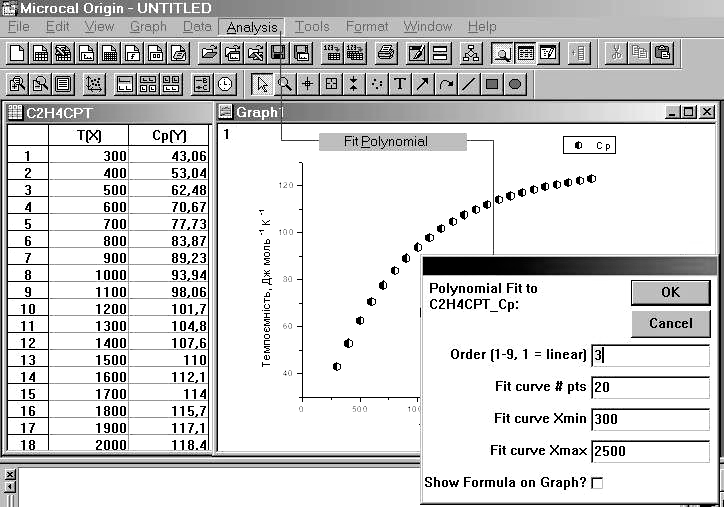 Microcal Origin - UNTITLED
File Edit View Graph Data Analysis Tools Format Window Help
C2H4CPT
T(X) Cp(Y)
1 300 43,06
2 400 53,04
3 500 62,48
4 600 70,67
5 700 77,73
6 800 83,87
7 900 89,23
8 1000 93,94
9 1100 98,06
10 1200 101,7
11 1300 104,8
12 1400 107,6
13 1500 110
14 1600 112,1
15 1700 114
16 1800 115,7
17 1900 117,1
18 2000 118,4
Graph1
1
Fit Polynomial
Cp
120
100
80
60
40
Темпоємність, Дж моль -1 К -1
0 500 1000
Polynomial Fit to
C2H4CPT_Cp:
OK
Cancel
Order (1-9, 1 = linear) 3
Fit curve # pts 20
Fit curve Xmin 300
Fit curve Xmax 2500
Show Formula on Graph?